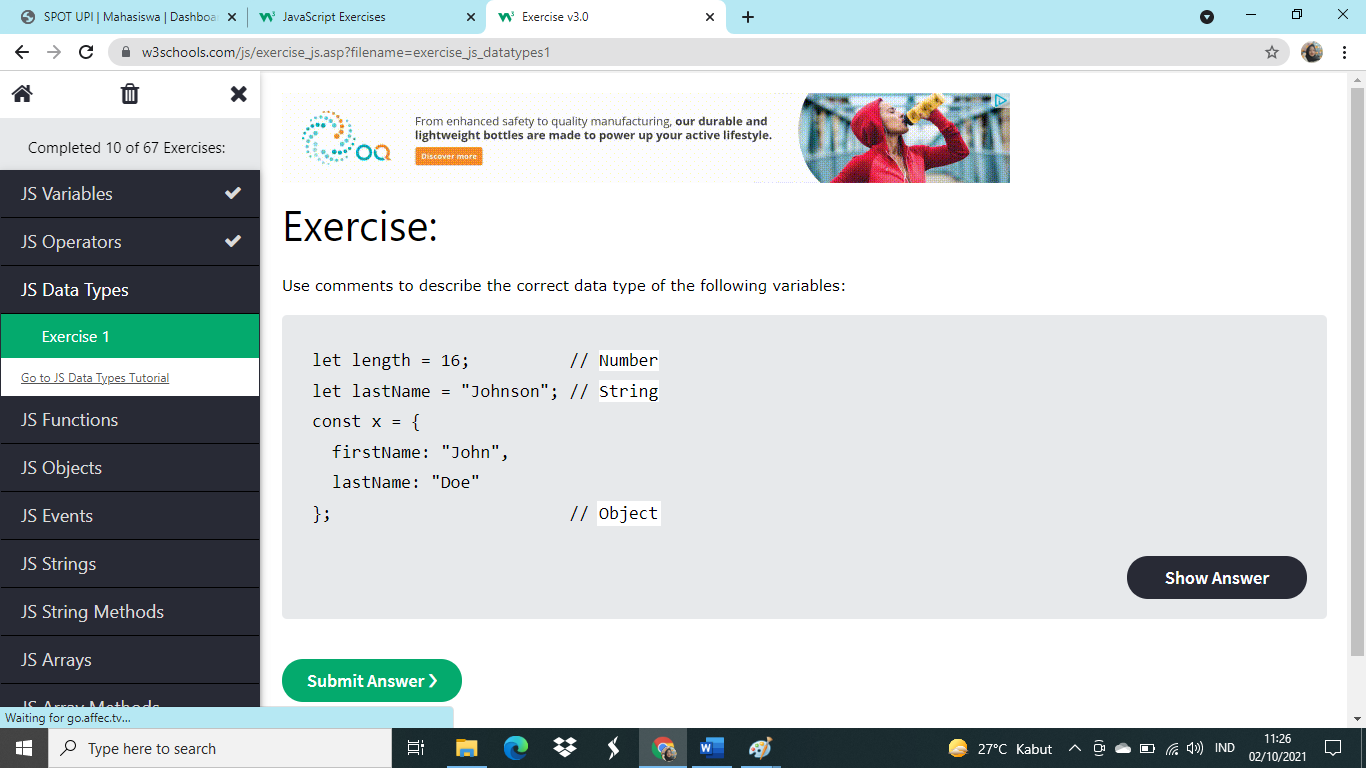 SPOT UPI | Mahasiswa | Dashboa
JavaScript Exercises
Exercise v3.0
w3schools.com/js/exercise_js.asp?filename=exercise_js_datatypes1
Completed 10 of 67 Exercises:
JS Variables
JS Operators
JS Data Types
Exercise 1
Go to JS Data Types Tutorial
JS Functions
JS Objects
JS Events
JS Strings
JS String Methods
JS Arrays
JS Array Methods
Waiting for go.affec.tv...
OQ
From enhanced safety to quality manufacturing, our durable and
lightweight bottles are made to power up your active lifestyle.
Discover more
Exercise:
Use comments to describe the correct data type of the following variables:
let length = 16;          // Number
let lastName = "Johnson"; // String
const x = {
  firstName: "John",
  lastName: "Doe"
};                        // Object
Show Answer
Submit Answer ❯
Type here to search
27°C Kabut
IND
11:26
02/10/2021